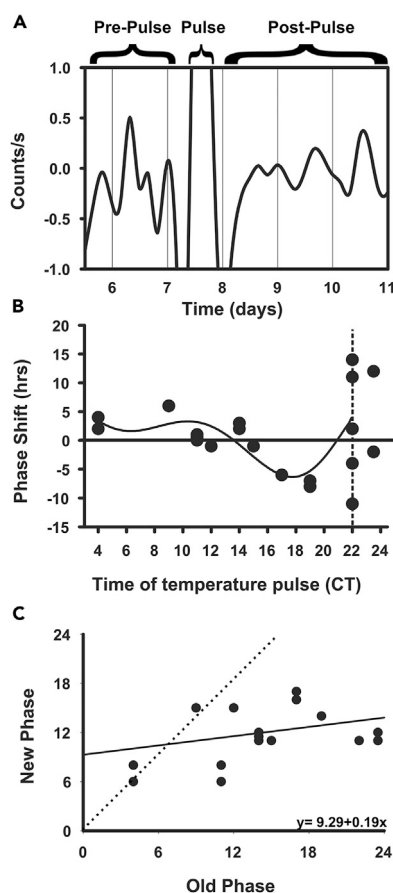 A
Pre-Pulse Pulse Post-Pulse
1.0
0.5
0.0
-0.5
-1.0
Counts/s
6 7 8 9 10 11
Time (days)
B
20
15
10
5
0
-5
-10
-15
Phase Shift (hrs)
4 6 8 10 11 12 14 16 18 20 22 24
Time of temperature pulse (CT)
C
24
18
12
6
0
New Phase
y= 9.29+0.19x
0 6 12 18 24
Old Phase